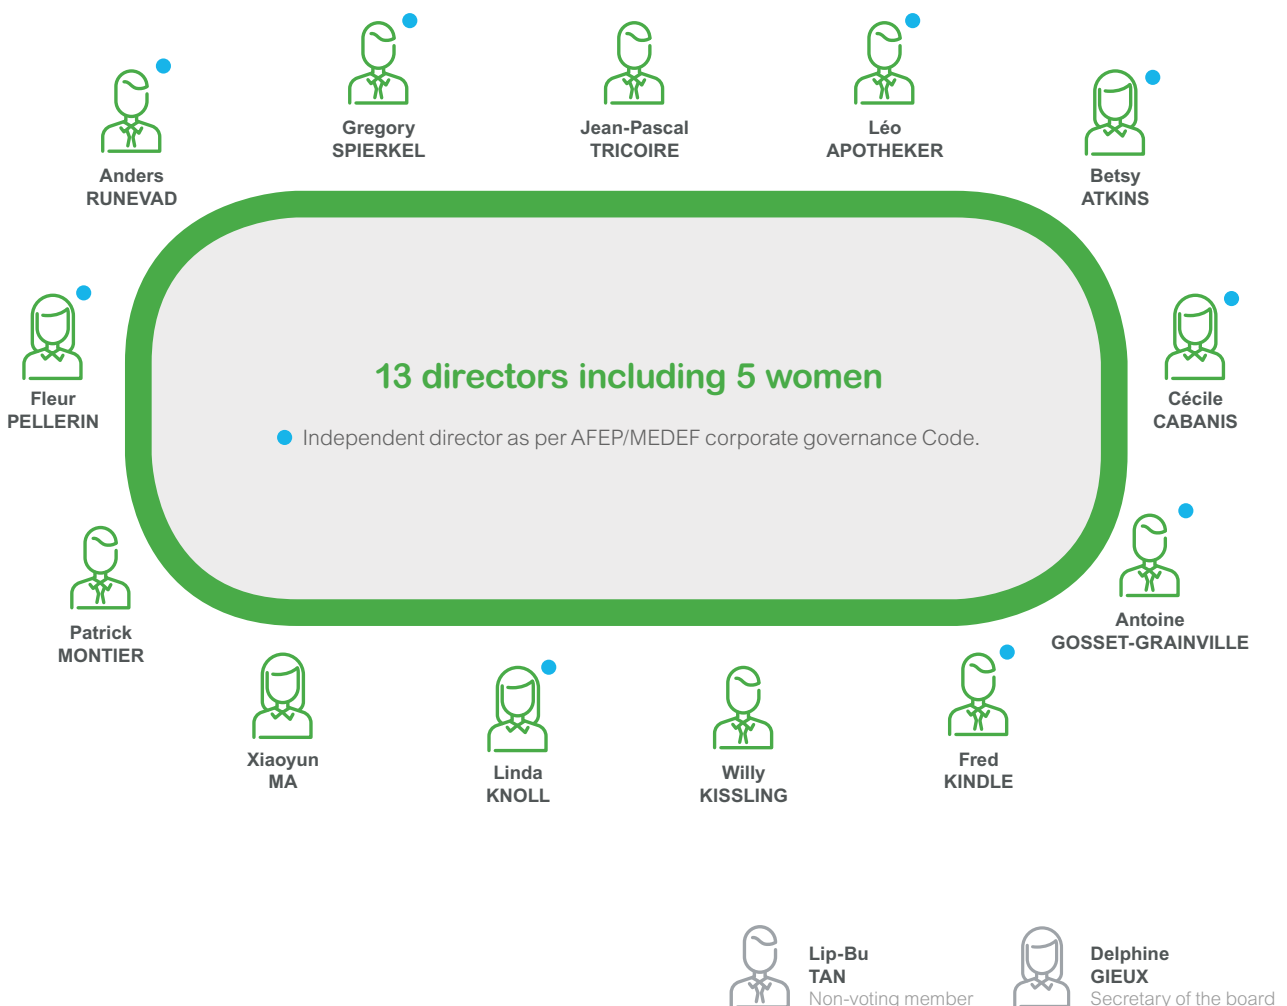 Gregory
SPIERKEL
Jean-Pascal
TRICOIRE
Léo
APOTHEKER
Anders
RUNEVAD
Betsy
ATKINS
13 directors including 5 women
Independent director as per AFEP/MEDEF corporate governance Code.
Fleur
PELLERIN
Cécile
CABANIS
Patrick
MONTIER
Antoine
GOSSET-GRAINVILLE
Xiaoyun
MA
Linda
KNOLL
Willy
KISSLING
Fred
KINDLE
Lip-Bu
TAN
Non-voting member
Delphine
GIEUX
Secretary of the board